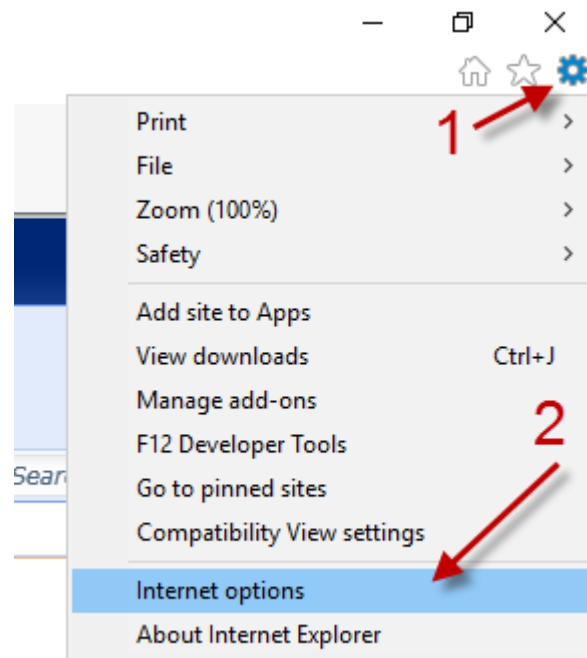 1
Print
File
Zoom (100%)
Safety
Add site to Apps
View downloads Ctrl+J
Manage add-ons
F12 Developer Tools
2
Sear
Go to pinned sites
Compatibility View settings
Internet options
About Internet Explorer